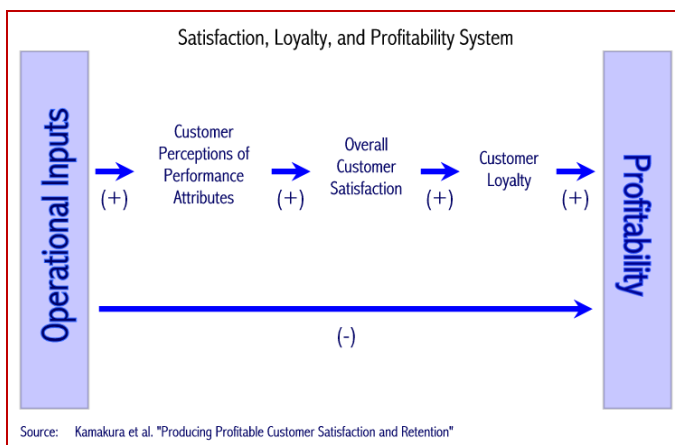 Satisfaction, Loyalty, and Profitability System
Operational Inputs
(+)
Customer
Perceptions of
Performance
Attributes
(+)
Overall
Customer
Satisfaction
(+)
Customer
Loyalty
(+)
Profitability
(-)
Source: Kamakura et al. "Producing Profitable Customer Satisfaction and Retention"